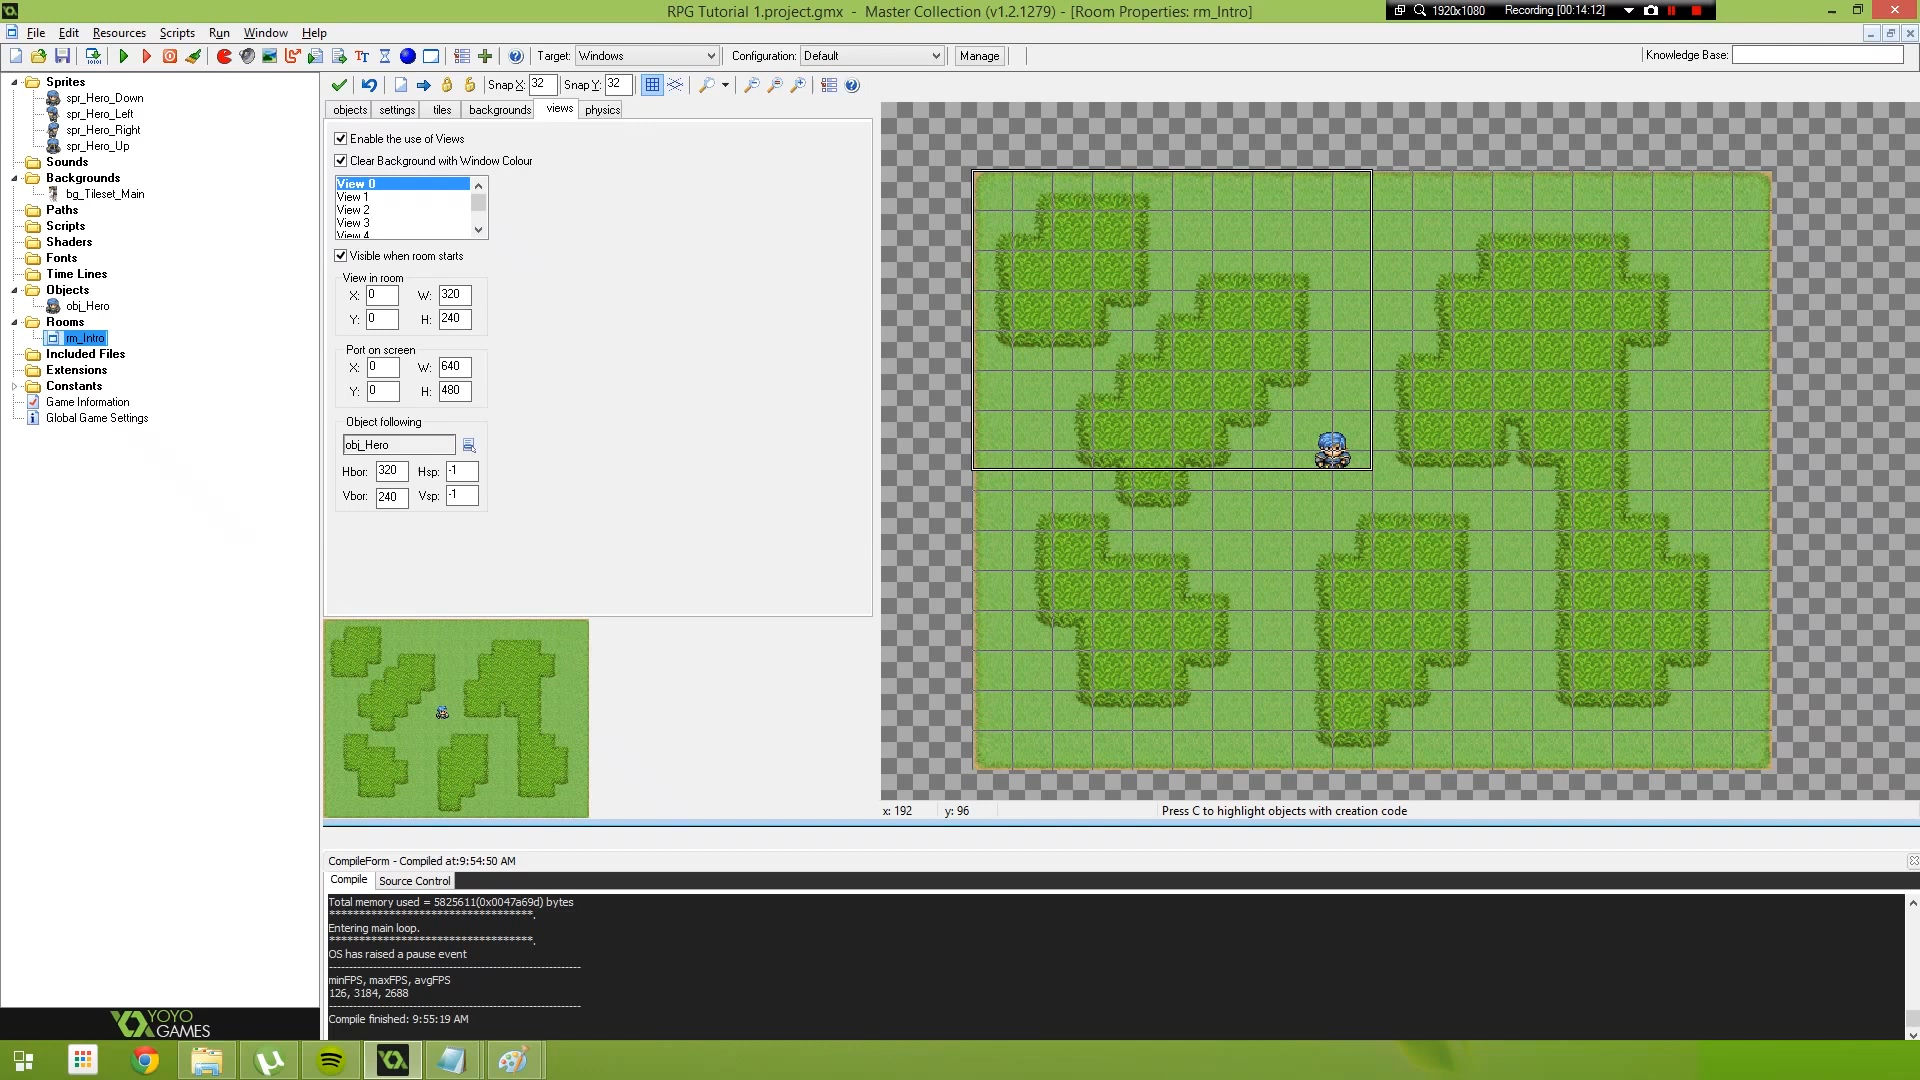 RPG Tutorial 1.project.gmx - Master Collection (v1.2.1279) - [Room Properties: rm_Intro]
1920x1080
Recording [00:14:12]
File Edit Resources Scripts Run Window Help
Target: Windows
Configuration: Default
Manage
Knowledge Base:
Sprites
spr_Hero_Down
spr_Hero_Left
spr_Hero_Right
spr_Hero_Up
Sounds
Backgrounds
bg_Tileset_Main
Paths
Scripts
Shaders
Fonts
Time Lines
Objects
obj_Hero
Rooms
rm_Intro
Included Files
Extensions
Constants
Game Information
Global Game Settings
YOYO
GAMES
Snap X: 32 Snap Y: 32
objects settings tiles backgrounds views physics
Enable the use of Views
Clear Background with Window Colour
View 0
View 1
View 2
View 3
View 4
Visible when room starts
View in room
X: 0 W: 320
Y: 0 H: 240
Port on screen
X: 0 W: 640
Y: 0 H: 480
Object following
obj_Hero
Hbor: 320 Hsp: -1
Vbor: 240 Vsp: -1
x: 192 y: 96 Press C to highlight objects with creation code
CompileForm - Compiled at:9:54:50 AM
Compile Source Control
Total memory used = 5825611(0x0047a69d) bytes
**********************************.
Entering main loop.
**********************************.
OS has raised a pause event
---------------------------------------------------------------
minFPS, maxFPS, avgFPS
126, 3184, 2688
---------------------------------------------------------------
Compile finished: 9:55:19 AM